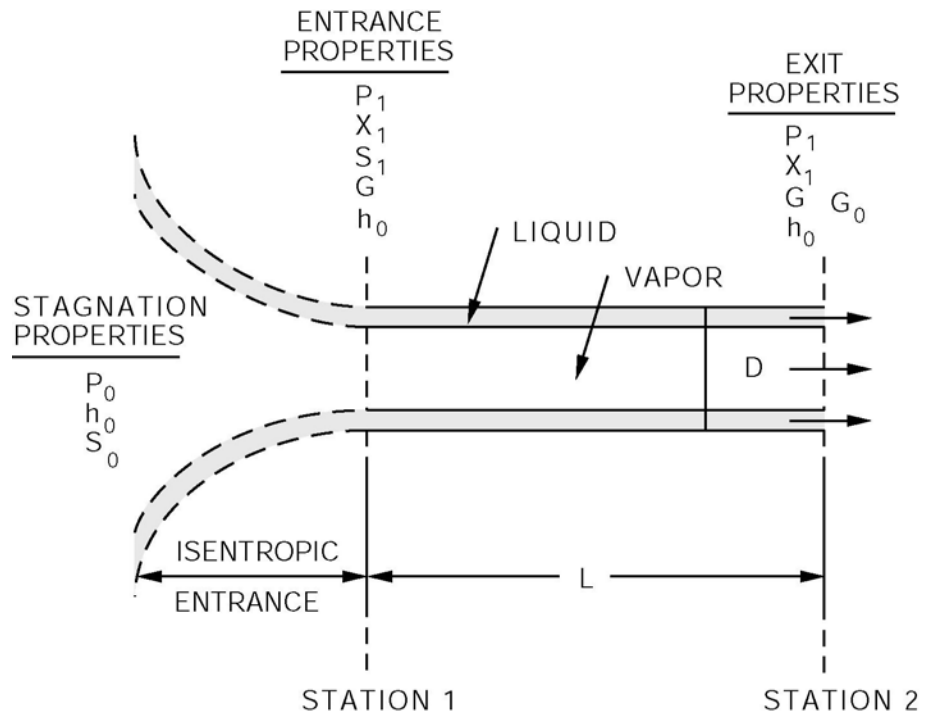 ENTRANCE
PROPERTIES
P₁
X₁
S₁
G
h₀
EXIT
PROPERTIES
P₁
X₁
G G₀
h₀
LIQUID
VAPOR
STAGNATION
PROPERTIES
P₀
h₀
S₀
D
ISENTROPIC
ENTRANCE
L
STATION 1
STATION 2